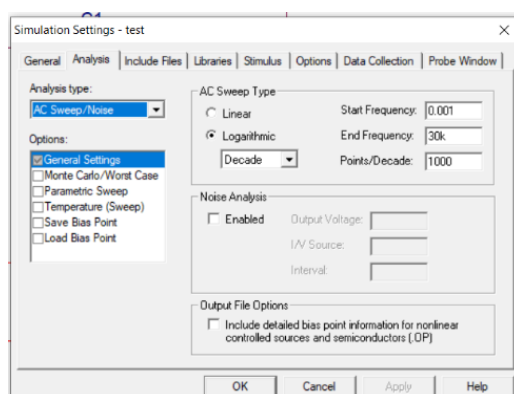 Simulation Settings - test
General Analysis Include Files Libraries Stimulus Options Data Collection Probe Window
Analysis type:
AC Sweep/Noise
Options:
General Settings
Monte Carlo/Worst Case
Parametric Sweep
Temperature (Sweep)
Save Bias Point
Load Bias Point
AC Sweep Type
Linear
Logarithmic
Decade
Start Frequency: 0.001
End Frequency: 30k
Points/Decade: 1000
Noise Analysis
Enabled
Output Voltage:
I/V Source:
Interval:
Output File Options
Include detailed bias point information for nonlinear
controlled sources and semiconductors (.OP)
OK Cancel Apply Help